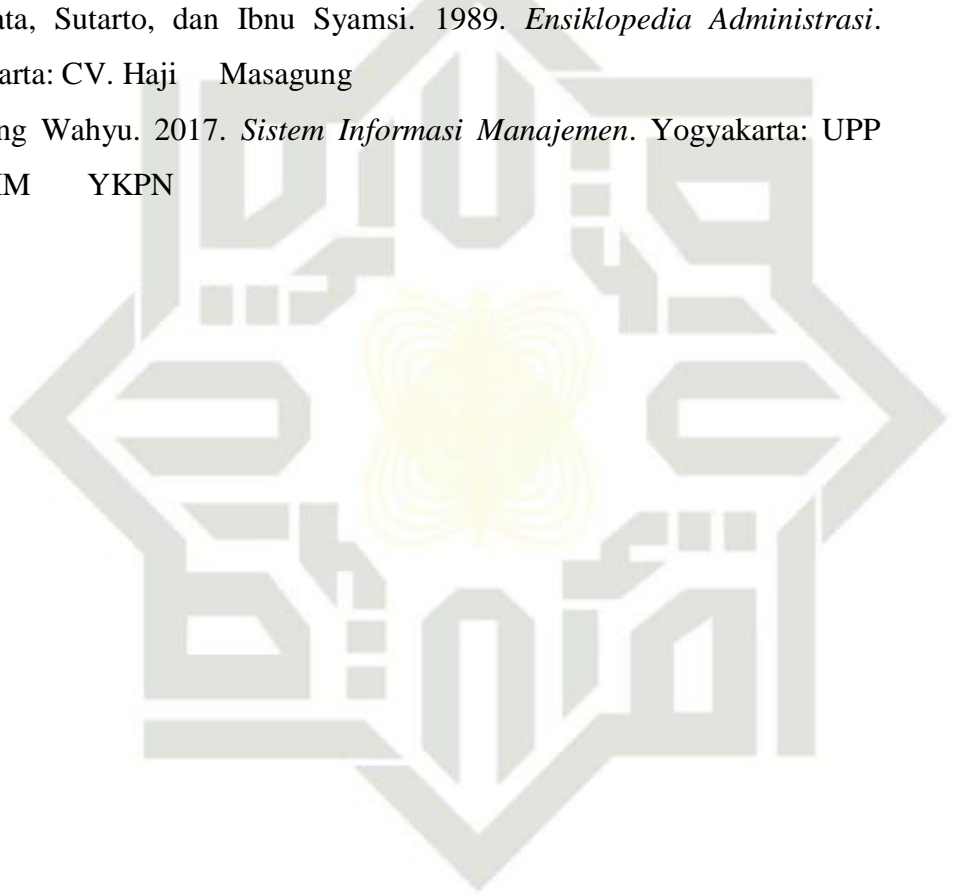 ata, Sutarto, dan Ibnu Syamsi. 1989. Ensiklopedia Administrasi.
arta: CV. Haji Masagung
ng Wahyu. 2017. Sistem Informasi Manajemen. Yogyakarta: UPP
M YKPN